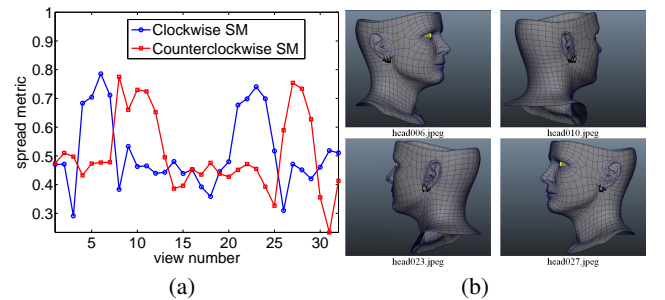 1
0.9
0.8
0.7
0.6
0.5
0.4
0.3
spread metric
Clockwise SM
Counterclockwise SM
5 10 15 20 25 30
view number
(a)
head006.jpeg
head010.jpeg
head023.jpeg
head027.jpeg
(b)